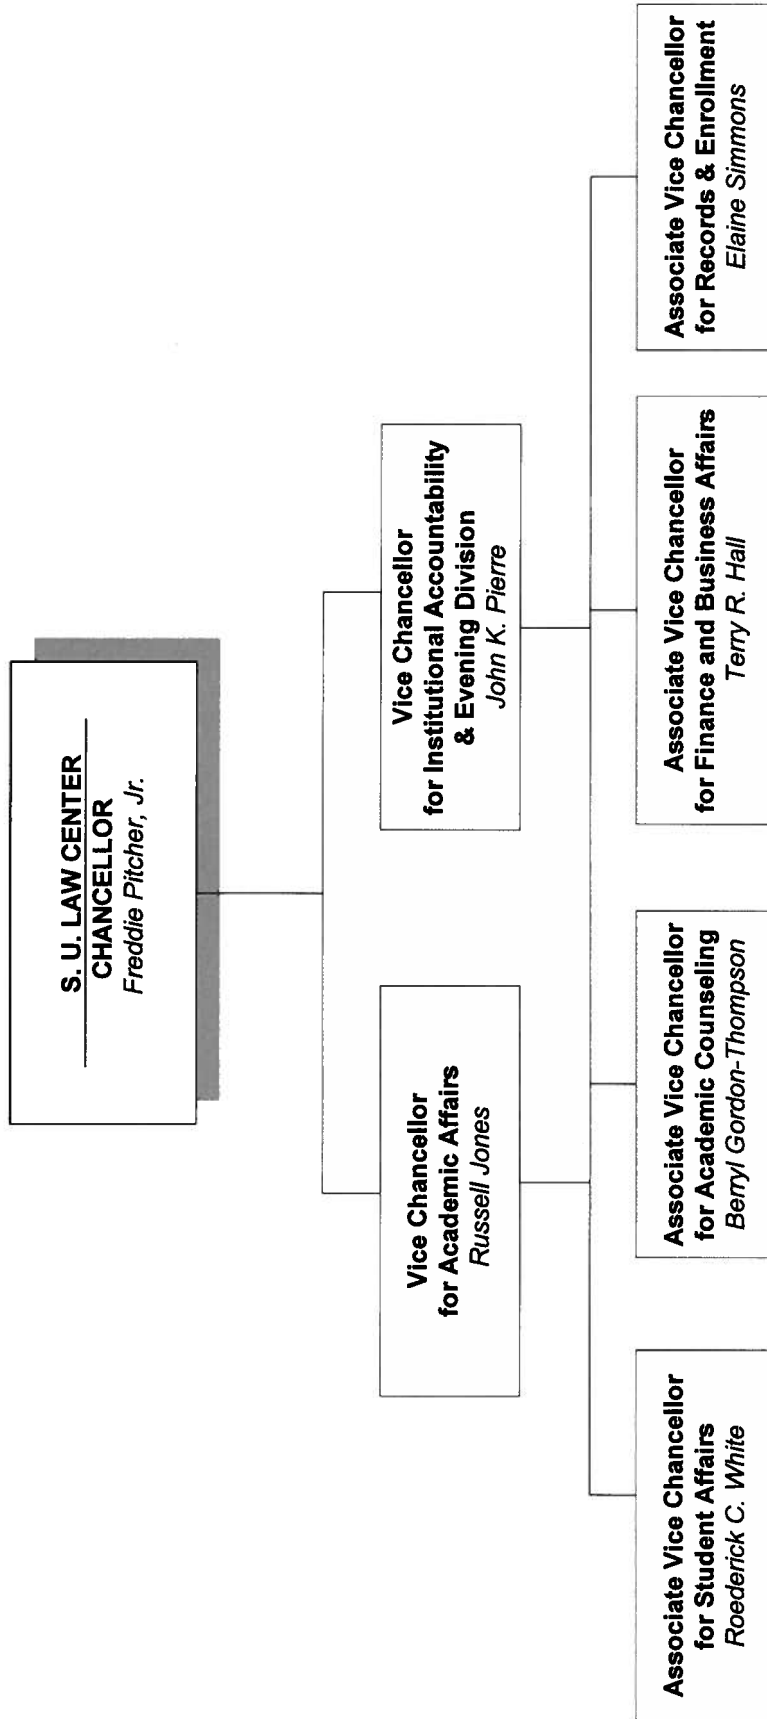 S. U. LAW CENTER
CHANCELLOR
Freddie Pitcher, Jr.
Vice Chancellor
for Academic Affairs
Russell Jones
Vice Chancellor
for Institutional Accountability
& Evening Division
John K. Pierre
Associate Vice Chancellor
for Student Affairs
Roederick C. White
Associate Vice Chancellor
for Academic Counseling
Berryl Gordon-Thompson
Associate Vice Chancellor
for Finance and Business Affairs
Terry R. Hall
Associate Vice Chancellor
for Records & Enrollment
Elaine Simmons